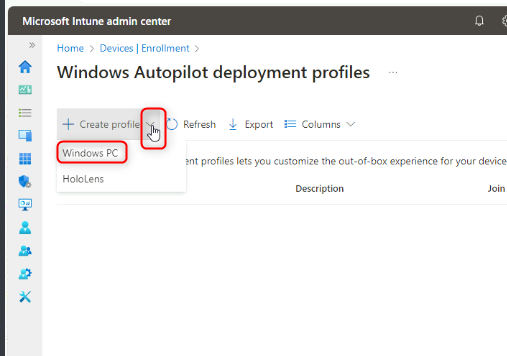 Microsoft Intune admin center
Home > Devices | Enrollment >
Windows Autopilot deployment profiles ...
+ Create profile Refresh Export Columns
Windows PC
ent profiles lets you customize the out-of-box experience for your device
HoloLens
Description Join